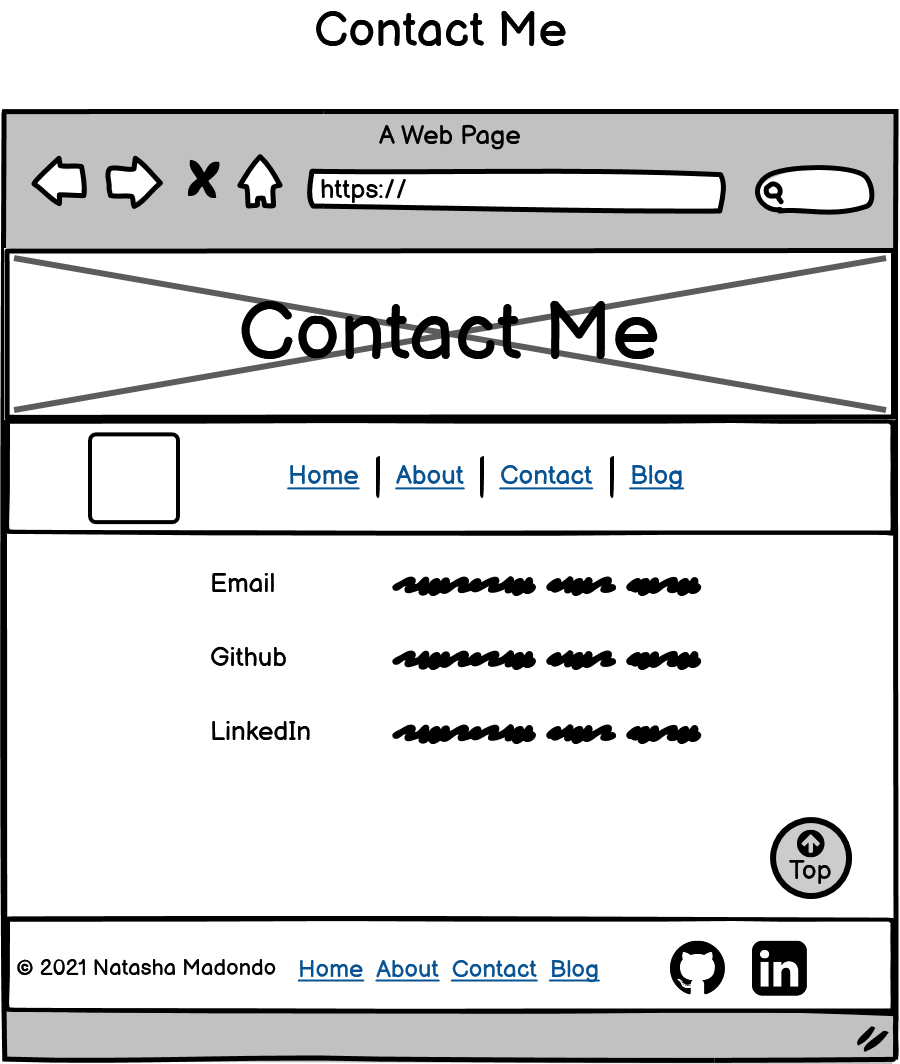 Contact Me
A Web Page
https://
Contact Me
Home About Contact Blog
Email
Github
LinkedIn
Top
© 2021 Natasha Madondo Home About Contact Blog
in